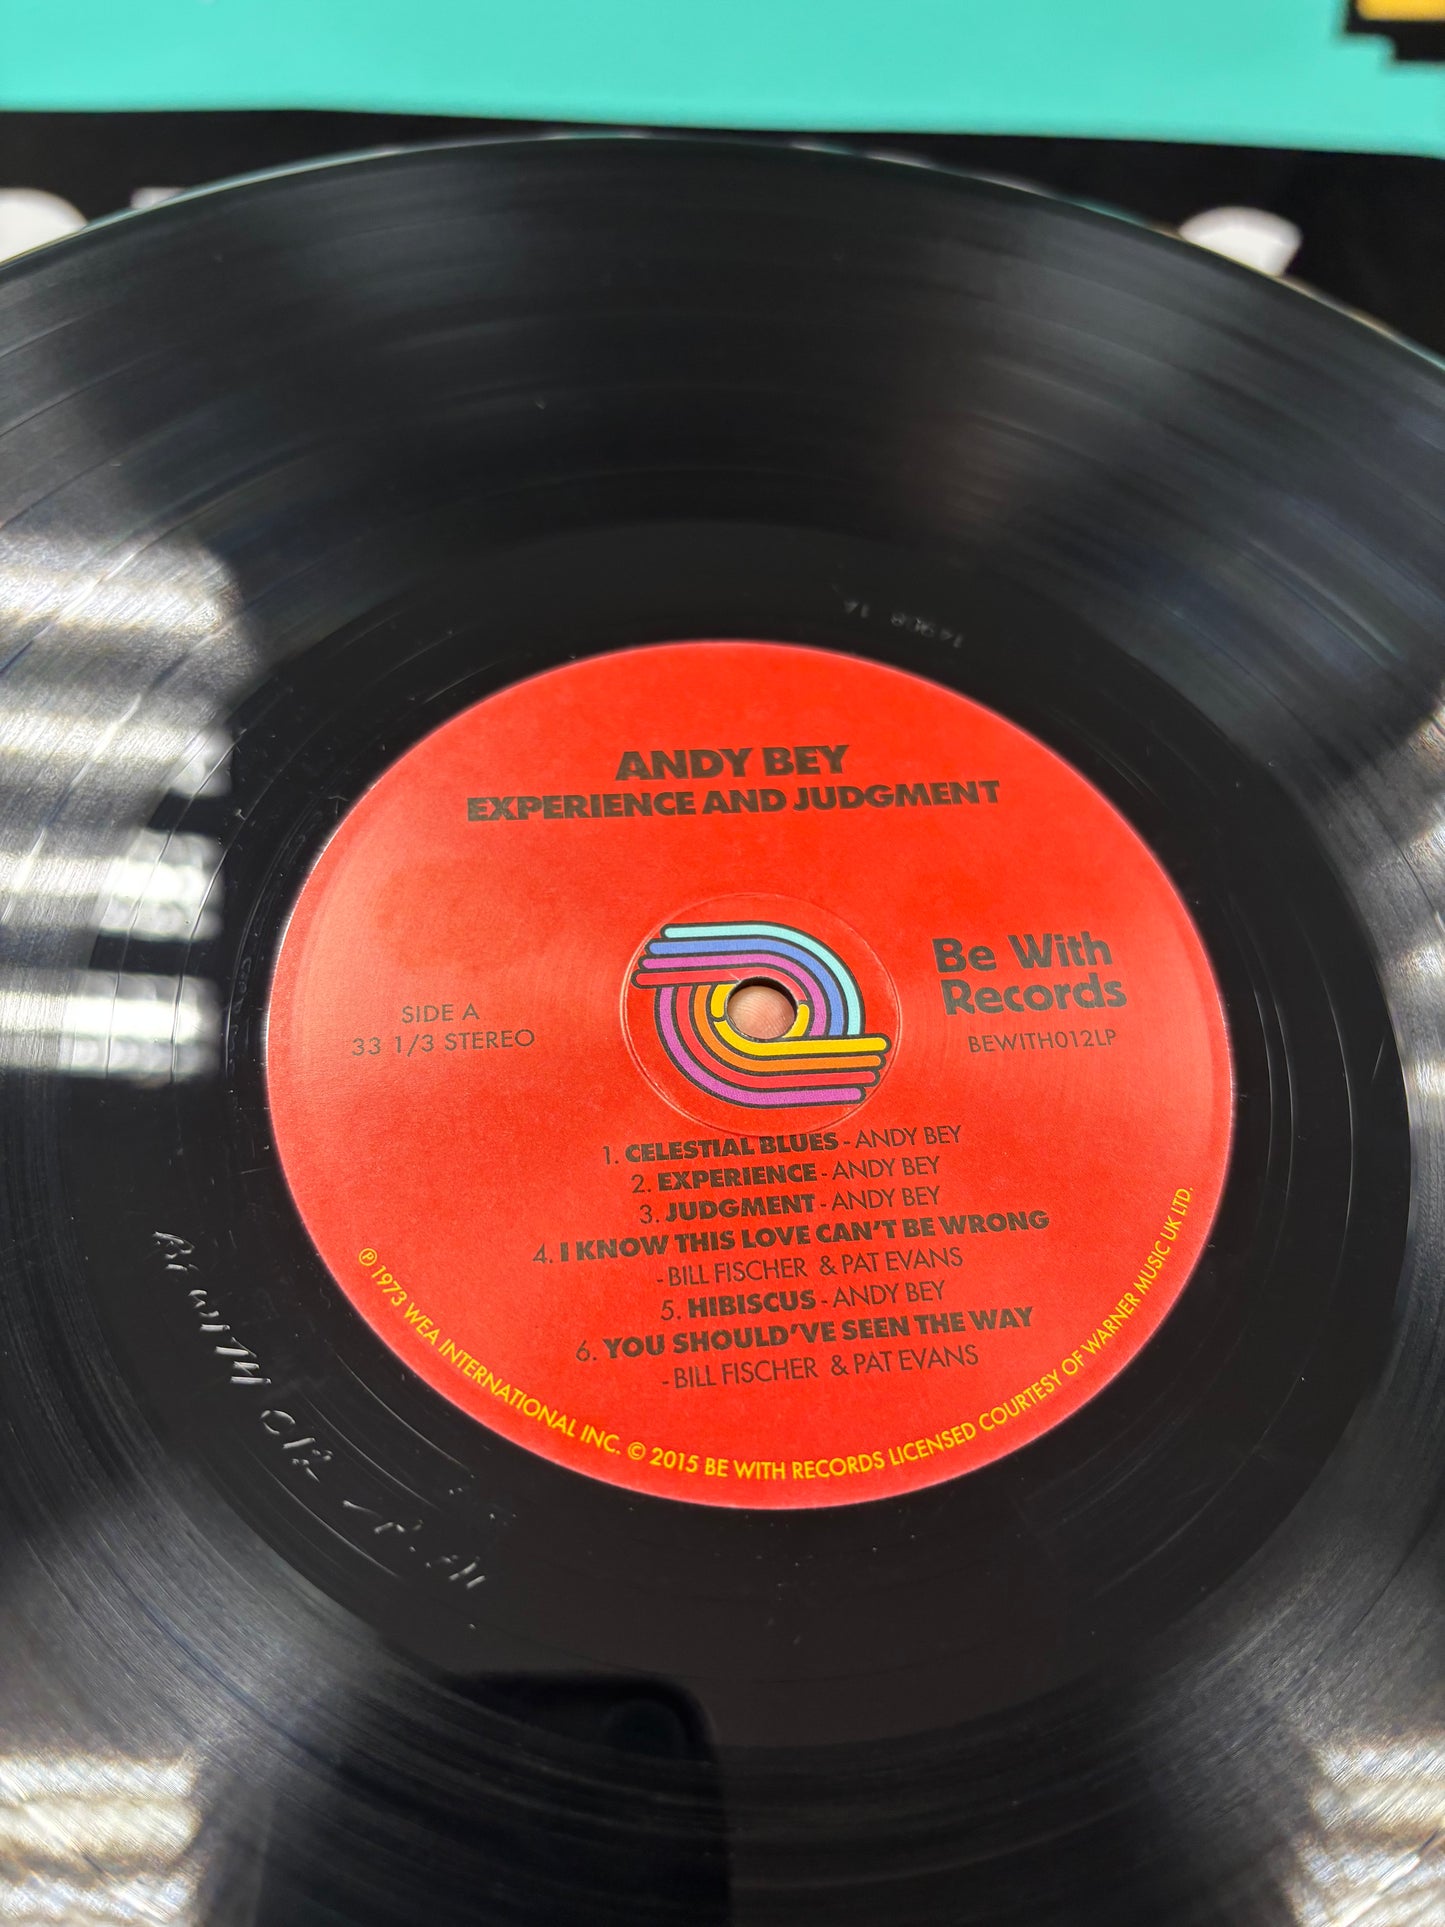 ANDY BEY
EXPERIENCE AND JUDGMENT
SIDE A
33 1/3 STEREO
Be With
Records
BEWITH012LP
1. CELESTIAL BLUES - ANDY BEY
2. EXPERIENCE - ANDY BEY
3. JUDGMENT - ANDY BEY
4. I KNOW THIS LOVE CAN'T BE WRONG
- BILL FISCHER & PAT EVANS
5. HIBISCUS - ANDY BEY
6. YOU SHOULD'VE SEEN THE WAY
- BILL FISCHER & PAT EVANS
℗ 1973 WEA INTERNATIONAL INC. © 2015 BE WITH RECORDS LICENSED COURTESY OF WARNER MUSIC UK LTD.
BEWITH 012